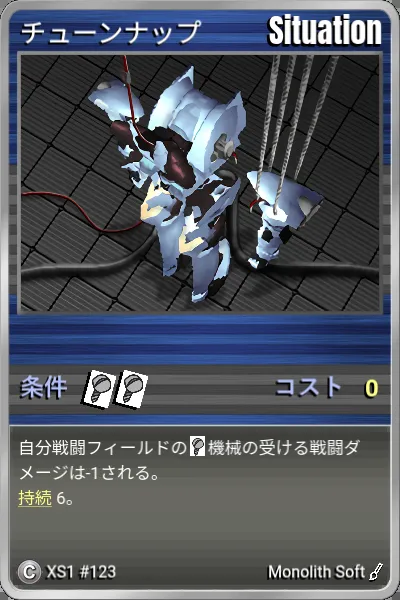 チューンナップ Situation
条件 コスト 0
自分戦闘フィールドの機械の受ける戦闘ダ
メージは-1される。
持続 6。
C XS1 #123 Monolith Soft